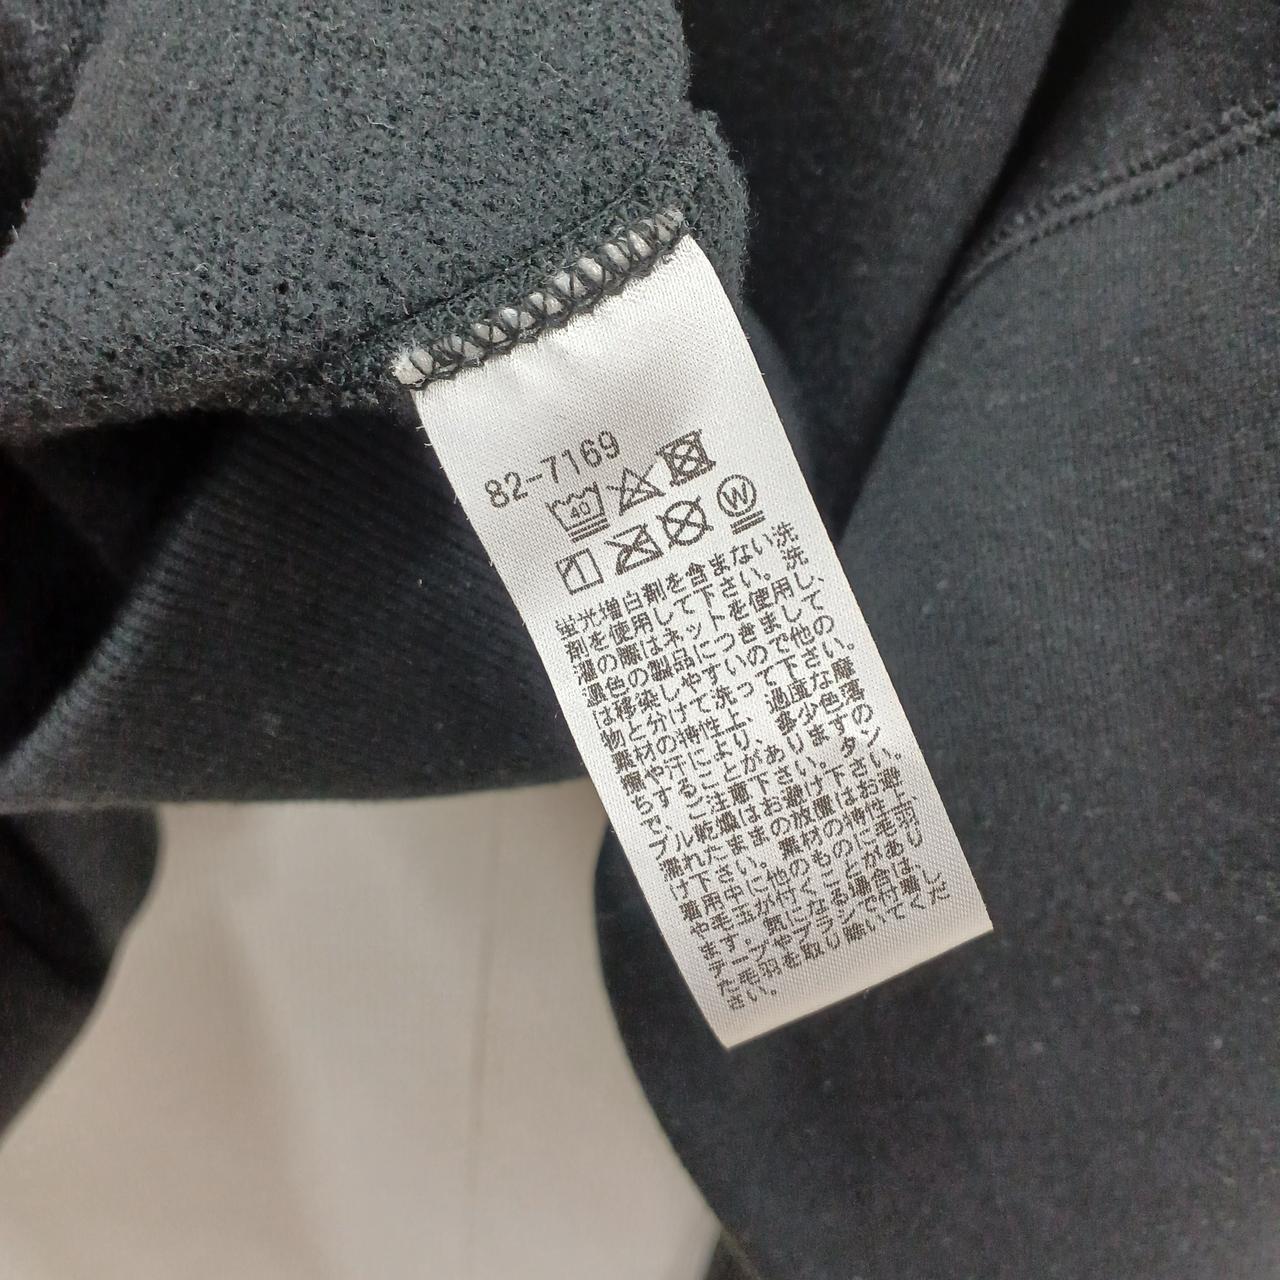 82-7169
40
W
蛍光増白剤を含まない洗
剤を使用して下さい。洗
濯の際はネットを使用し、
濃色の製品につきまして
は移染しやすいので他の
物と分けて洗って下さい。
素材の特性上、過度な摩
擦や汗により、多少色落
ちすることがあります。
で、ご注意下さい。タン
ブル乾燥はお避け下さい。
濡れたままの放置はお避
け下さい。素材の特性上
着用中に他のものに毛羽
や毛玉が付くことがあり
ます。気になる場合は、
テープやブラシで付着し
た毛羽を取り除いてくだ
さい。